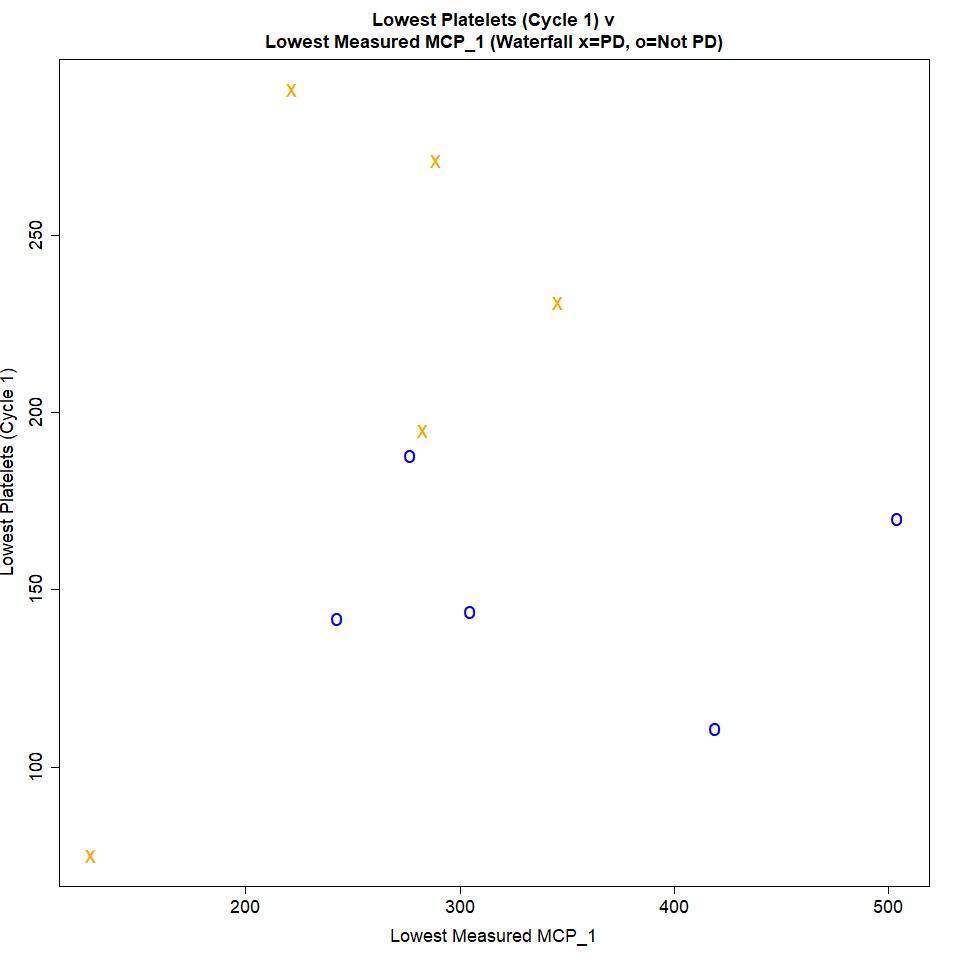 Lowest Platelets (Cycle 1) v
Lowest Measured MCP_1 (Waterfall x=PD, o=Not PD)
Lowest Platelets (Cycle 1)
250
200
150
100
X
X
X
X
O
O
O
O
O
X
200 300 400 500
Lowest Measured MCP_1